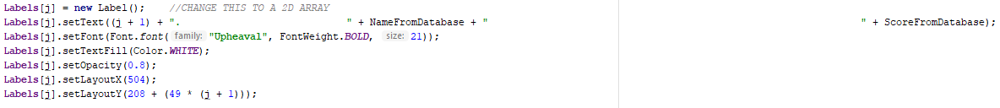 Labels[j] = new Label();    //CHANGE THIS TO A 2D ARRAY
Labels[j].setText((j + 1) + ".                             " + NameFromDatabase + "                                                                 " + ScoreFromDatabase);
Labels[j].setFont(Font.font( family: "Upheaval", FontWeight.BOLD,  size: 21));
Labels[j].setTextFill(Color.WHITE);
Labels[j].setOpacity(0.8);
Labels[j].setLayoutX(504);
Labels[j].setLayoutY(208 + (49 * (j + 1)));